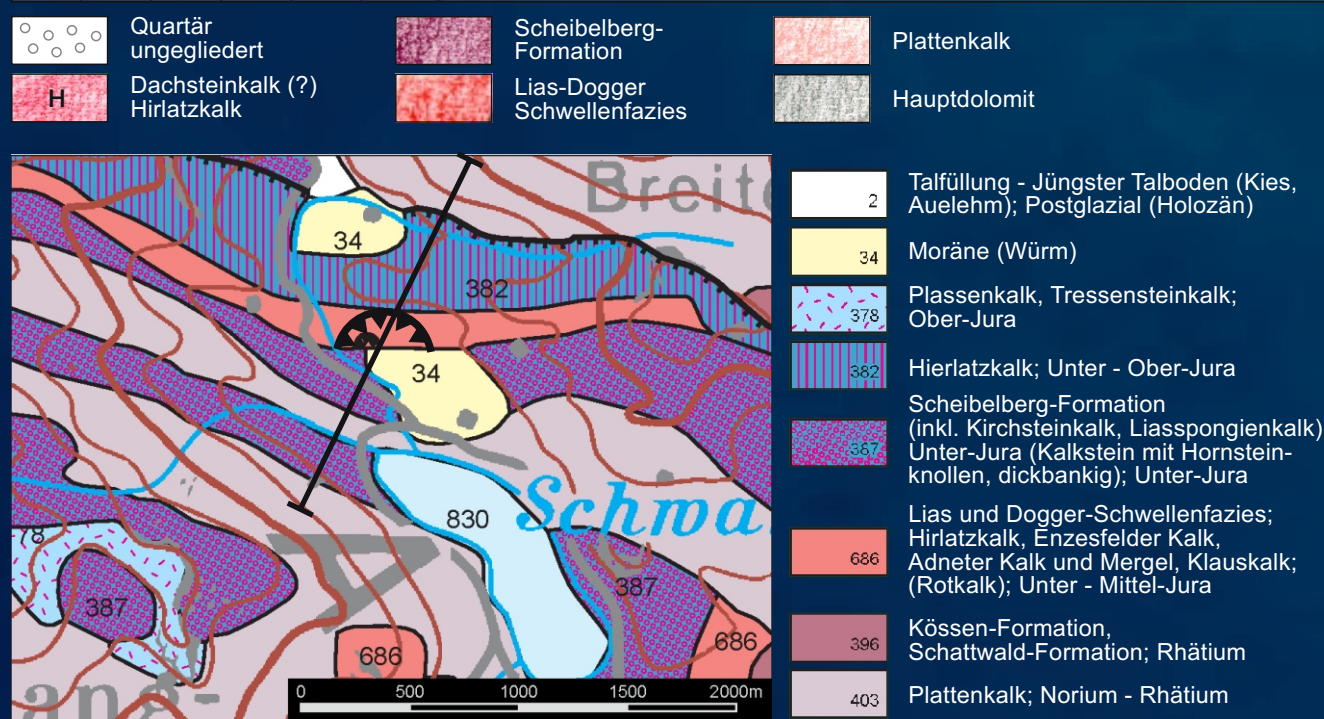 Quartär
ungegliedert
H
Dachsteinkalk (?)
Hirlatzkalk
Scheibelberg-
Formation
Lias-Dogger
Schwellenfazies
Plattenkalk
Hauptdolomit
Breite
34
382
34
Schwa
830
78
387
387
686
686
ang-
0 500 1000 1500 2000m
2
Talfüllung - Jüngster Talboden (Kies,
Auelehm); Postglazial (Holozän)
34
Moräne (Würm)
378
Plassenkalk, Tressensteinkalk;
Ober-Jura
382
Hierlatzkalk; Unter - Ober-Jura
387
Scheibelberg-Formation
(inkl. Kirchsteinkalk, Liasspongienkalk)
Unter-Jura (Kalkstein mit Hornstein-
knollen, dickbankig); Unter-Jura
686
Lias und Dogger-Schwellenfazies;
Hirlatzkalk, Enzesfelder Kalk,
Adneter Kalk und Mergel, Klauskalk;
(Rotkalk); Unter - Mittel-Jura
396
Kössen-Formation,
Schattwald-Formation; Rhätium
403
Plattenkalk; Norium - Rhätium